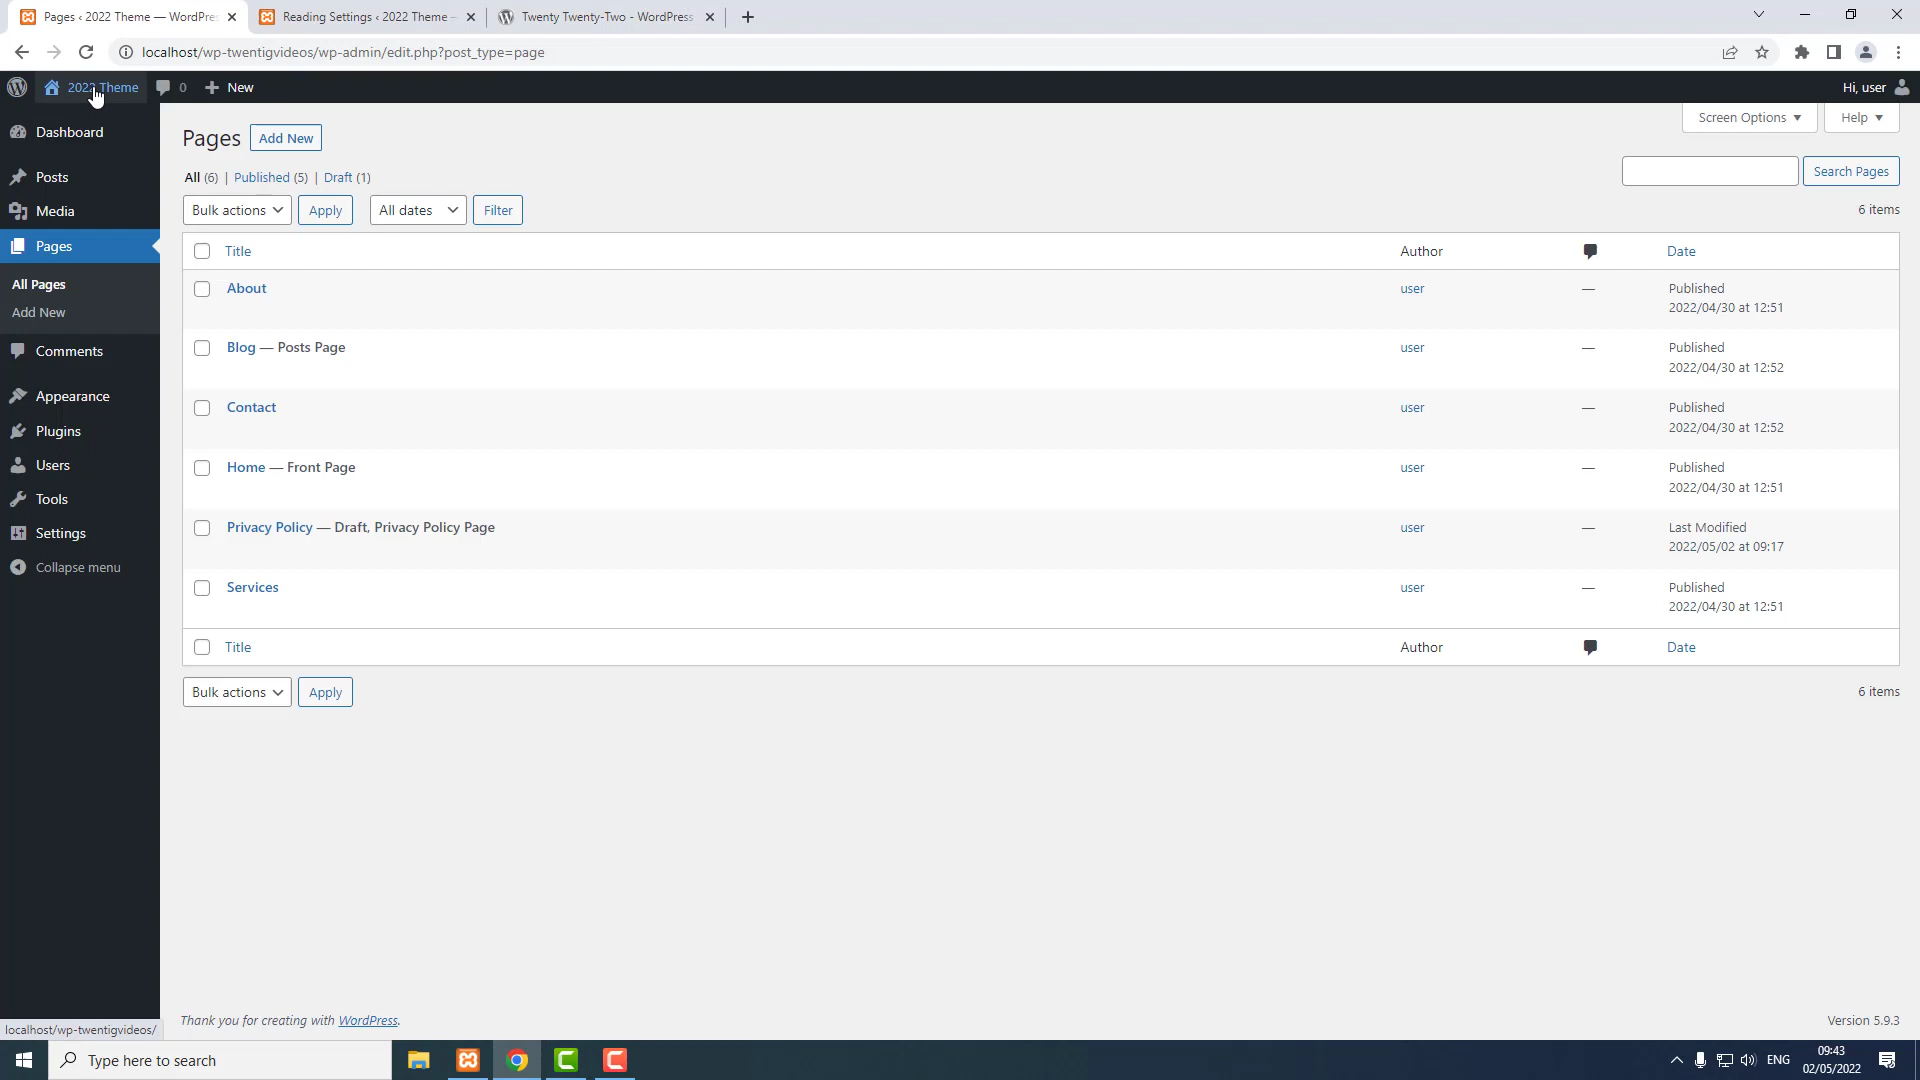 Pages ‹ 2022 Theme — WordPre
Reading Settings ‹ 2022 Theme —
Twenty Twenty-Two - WordPress
localhost/wp-twentigvideos/wp-admin/edit.php?post_type=page
2022 Theme
0
New
Hi, user
Dashboard
Posts
Media
Pages
All Pages
Add New
Comments
Appearance
Plugins
Users
Tools
Settings
Collapse menu
Screen Options ▼
Help ▼
Pages
Add New
All (6) | Published (5) | Draft (1)
Search Pages
Bulk actions
Apply
All dates
Filter
6 items
Title Author Date
About user — Published
2022/04/30 at 12:51
Blog — Posts Page user — Published
2022/04/30 at 12:52
Contact user — Published
2022/04/30 at 12:52
Home — Front Page user — Published
2022/04/30 at 12:51
Privacy Policy — Draft, Privacy Policy Page user — Last Modified
2022/05/02 at 09:17
Services user — Published
2022/04/30 at 12:51
Title Author Date
Bulk actions
Apply
6 items
Thank you for creating with WordPress.
Version 5.9.3
localhost/wp-twentigvideos/
Type here to search
ENG
09:43
02/05/2022